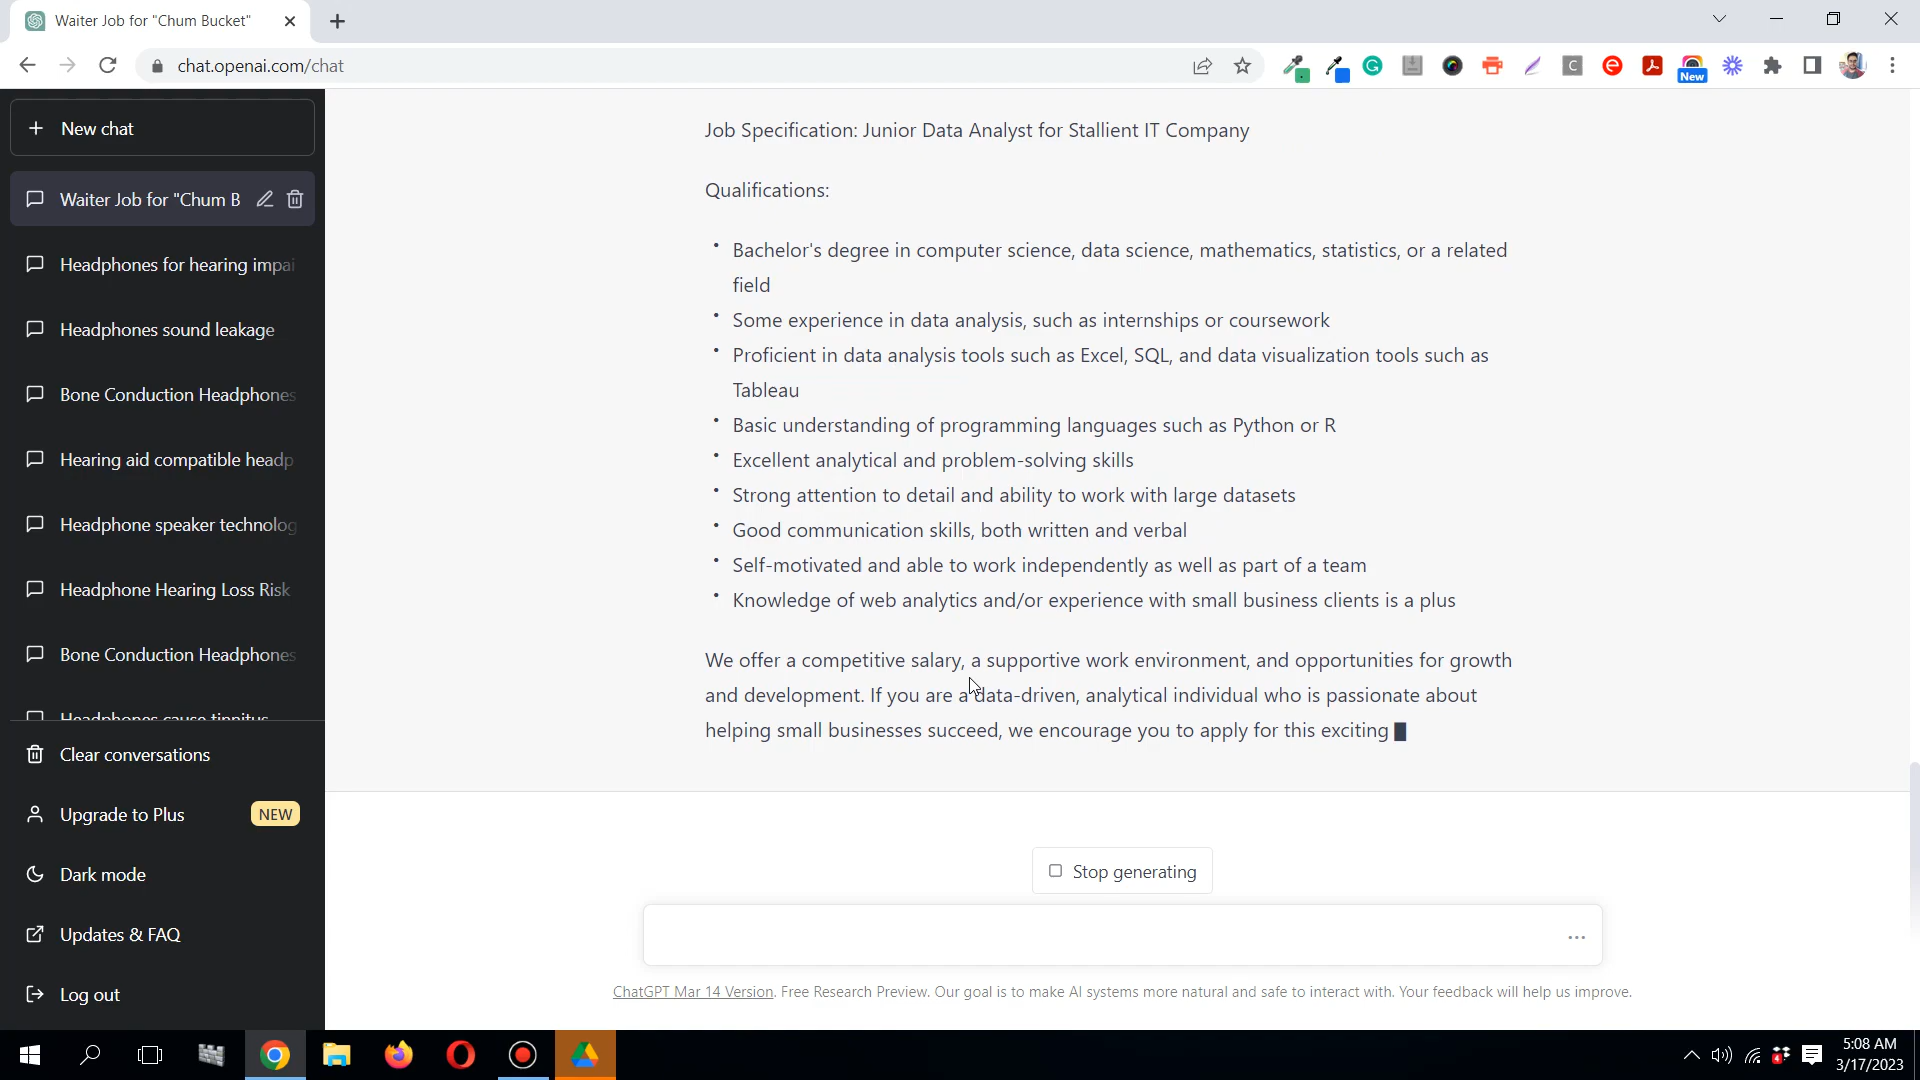 Waiter Job for "Chum Bucket"
chat.openai.com/chat
New
New chat
Waiter Job for "Chum B
Headphones for hearing impai
Headphones sound leakage
Bone Conduction Headphones
Hearing aid compatible headp
Headphone speaker technolog
Headphone Hearing Loss Risk
Bone Conduction Headphones
Headphones cause tinnitus
Clear conversations
Upgrade to Plus NEW
Dark mode
Updates & FAQ
Log out
Job Specification: Junior Data Analyst for Stallient IT Company
Qualifications:
• Bachelor's degree in computer science, data science, mathematics, statistics, or a related
field
• Some experience in data analysis, such as internships or coursework
• Proficient in data analysis tools such as Excel, SQL, and data visualization tools such as
Tableau
• Basic understanding of programming languages such as Python or R
• Excellent analytical and problem-solving skills
• Strong attention to detail and ability to work with large datasets
• Good communication skills, both written and verbal
• Self-motivated and able to work independently as well as part of a team
• Knowledge of web analytics and/or experience with small business clients is a plus
We offer a competitive salary, a supportive work environment, and opportunities for growth
and development. If you are a data-driven, analytical individual who is passionate about
helping small businesses succeed, we encourage you to apply for this exciting
Stop generating
ChatGPT Mar 14 Version. Free Research Preview. Our goal is to make AI systems more natural and safe to interact with. Your feedback will help us improve.
5:08 AM
3/17/2023